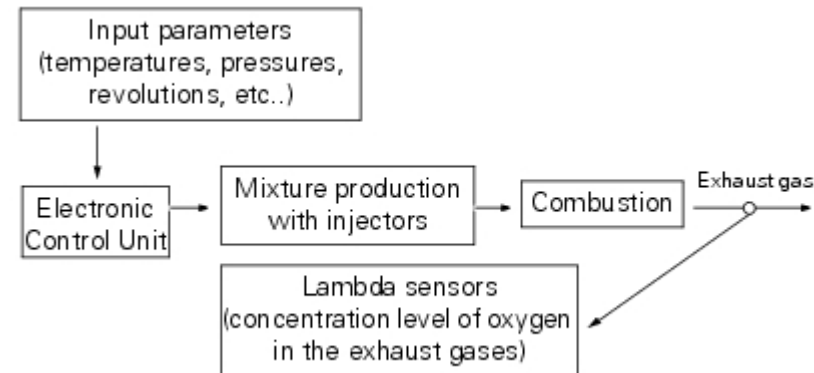 Input parameters
(temperatures, pressures,
revolutions, etc..)
Electronic
Control Unit
Mixture production
with injectors
Combustion
Exhaust gas
Lambda sensors
(concentration level of oxygen
in the exhaust gases)